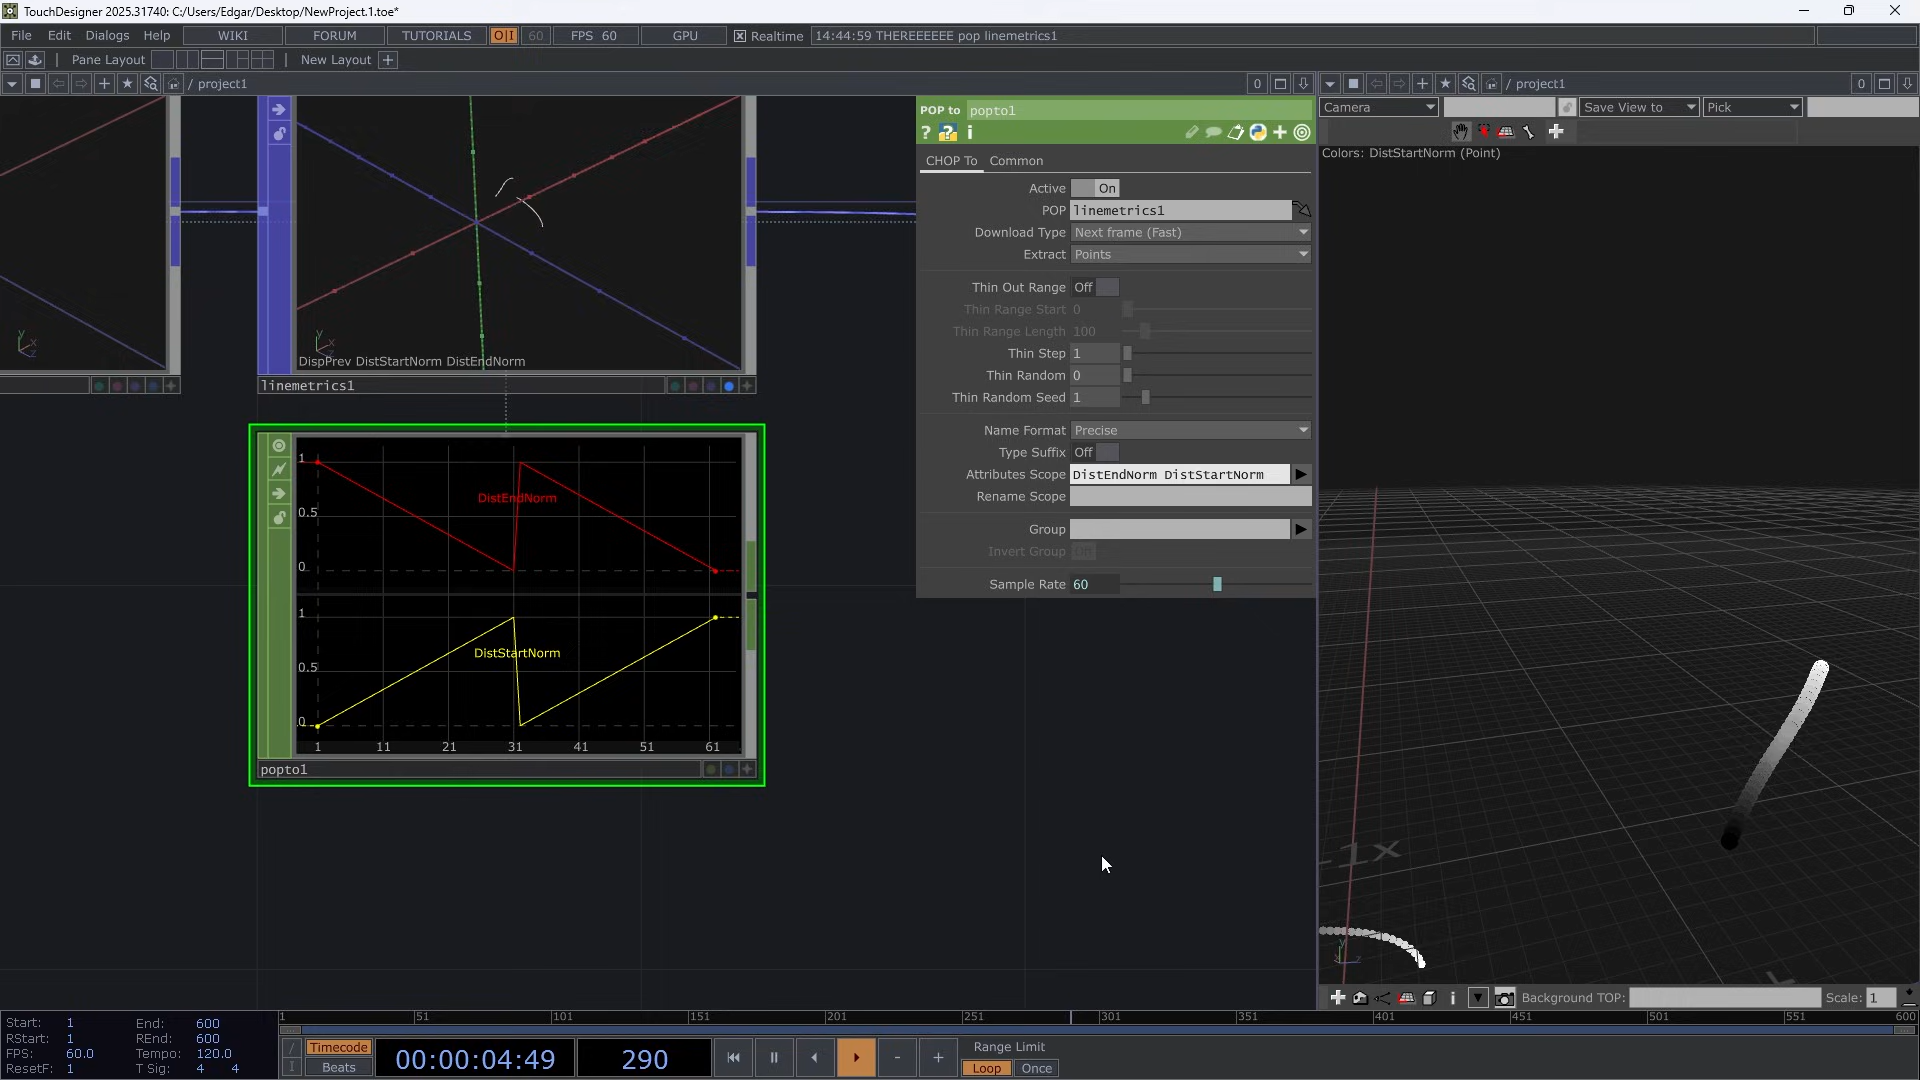 TouchDesigner 2025.31740: C:/Users/Edgar/Desktop/NewProject.1.toe*
File Edit Dialogs Help WIKI FORUM TUTORIALS O|I 60 FPS 60 GPU Realtime 14:44:59 THEREEEEEE pop linemetrics1
Pane Layout New Layout
/ project1 0
/ project1 0
Camera Save View to Pick
Colors: DistStartNorm (Point)
DispPrev DistStartNorm DistEndNorm
linemetrics1
POP to popto1
CHOP To Common
Active On
POP linemetrics1
Download Type Next frame (Fast)
Extract Points
Thin Out Range Off
Thin Range Start 0
Thin Range Length 100
Thin Step 1
Thin Random 0
Thin Random Seed 1
Name Format Precise
Type Suffix Off
Attributes Scope DistEndNorm DistStartNorm
Rename Scope
Group
Invert Group On
Sample Rate 60
1
DistEndNorm
0.5
0
1
DistStartNorm
0.5
0
1 11 21 31 41 51 61
popto1
1X
Background TOP: Scale: 1
1 51 101 151 201 251 301 351 401 451 501 551 600
Start: 1 End: 600
RStart: 1 REnd: 600
FPS: 60.0 Tempo: 120.0
ResetF: 1 T Sig: 4 4
Timecode
Beats
00:00:04:49 290
Range Limit
Loop Once